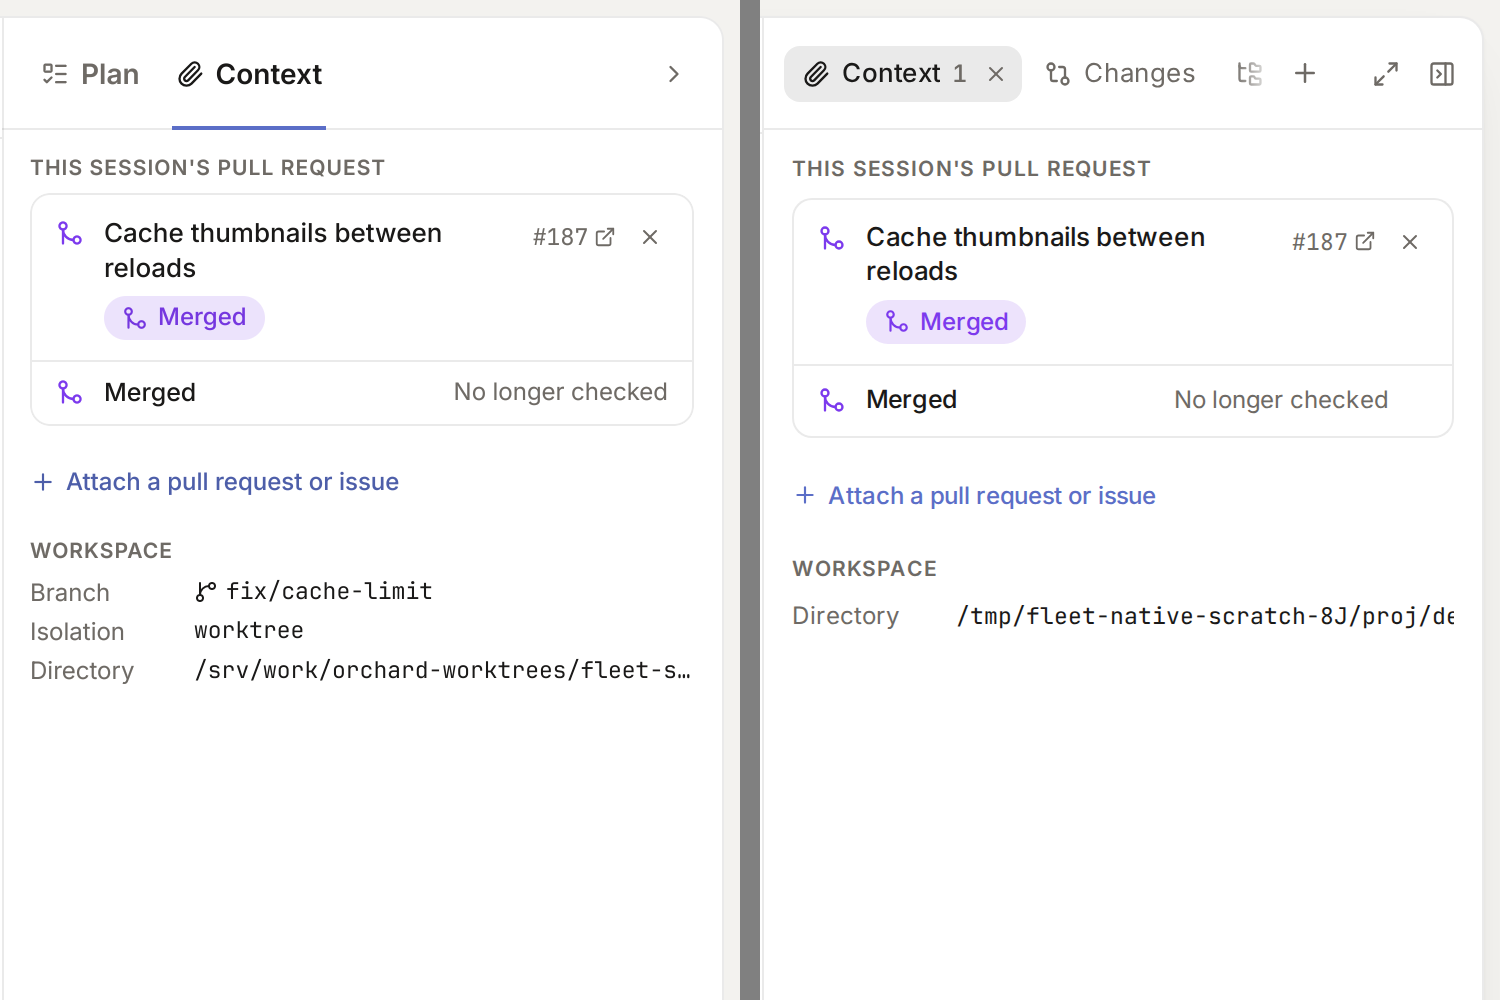 Plan Context
THIS SESSION'S PULL REQUEST
Cache thumbnails between
reloads
#187
Merged
Merged No longer checked
+ Attach a pull request or issue
WORKSPACE
Branch fix/cache-limit
Isolation worktree
Directory /srv/work/orchard-worktrees/fleet-s…
Context 1 Changes
THIS SESSION'S PULL REQUEST
Cache thumbnails between
reloads
#187
Merged
Merged No longer checked
+ Attach a pull request or issue
WORKSPACE
Directory /tmp/fleet-native-scratch-8J/proj/de